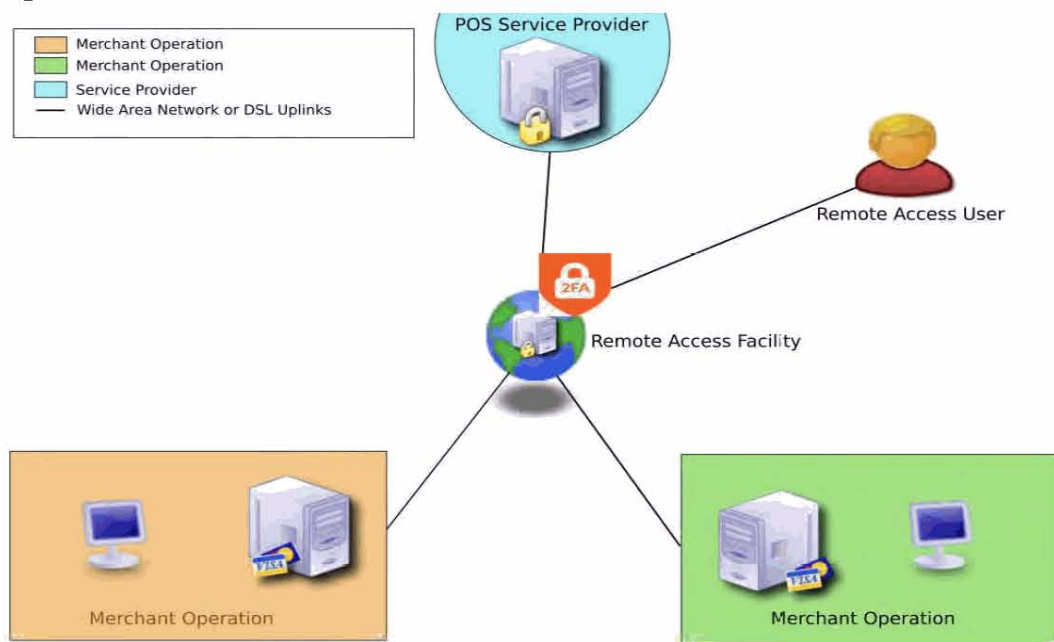 POS Service Provider
Merchant Operation
Merchant Operation
Service Provider
Wide Area Network or DSL Uplinks
Remote Access User
2FA
Remote Access Facility
VISA
VISA
Merchant Operation
Merchant Operation